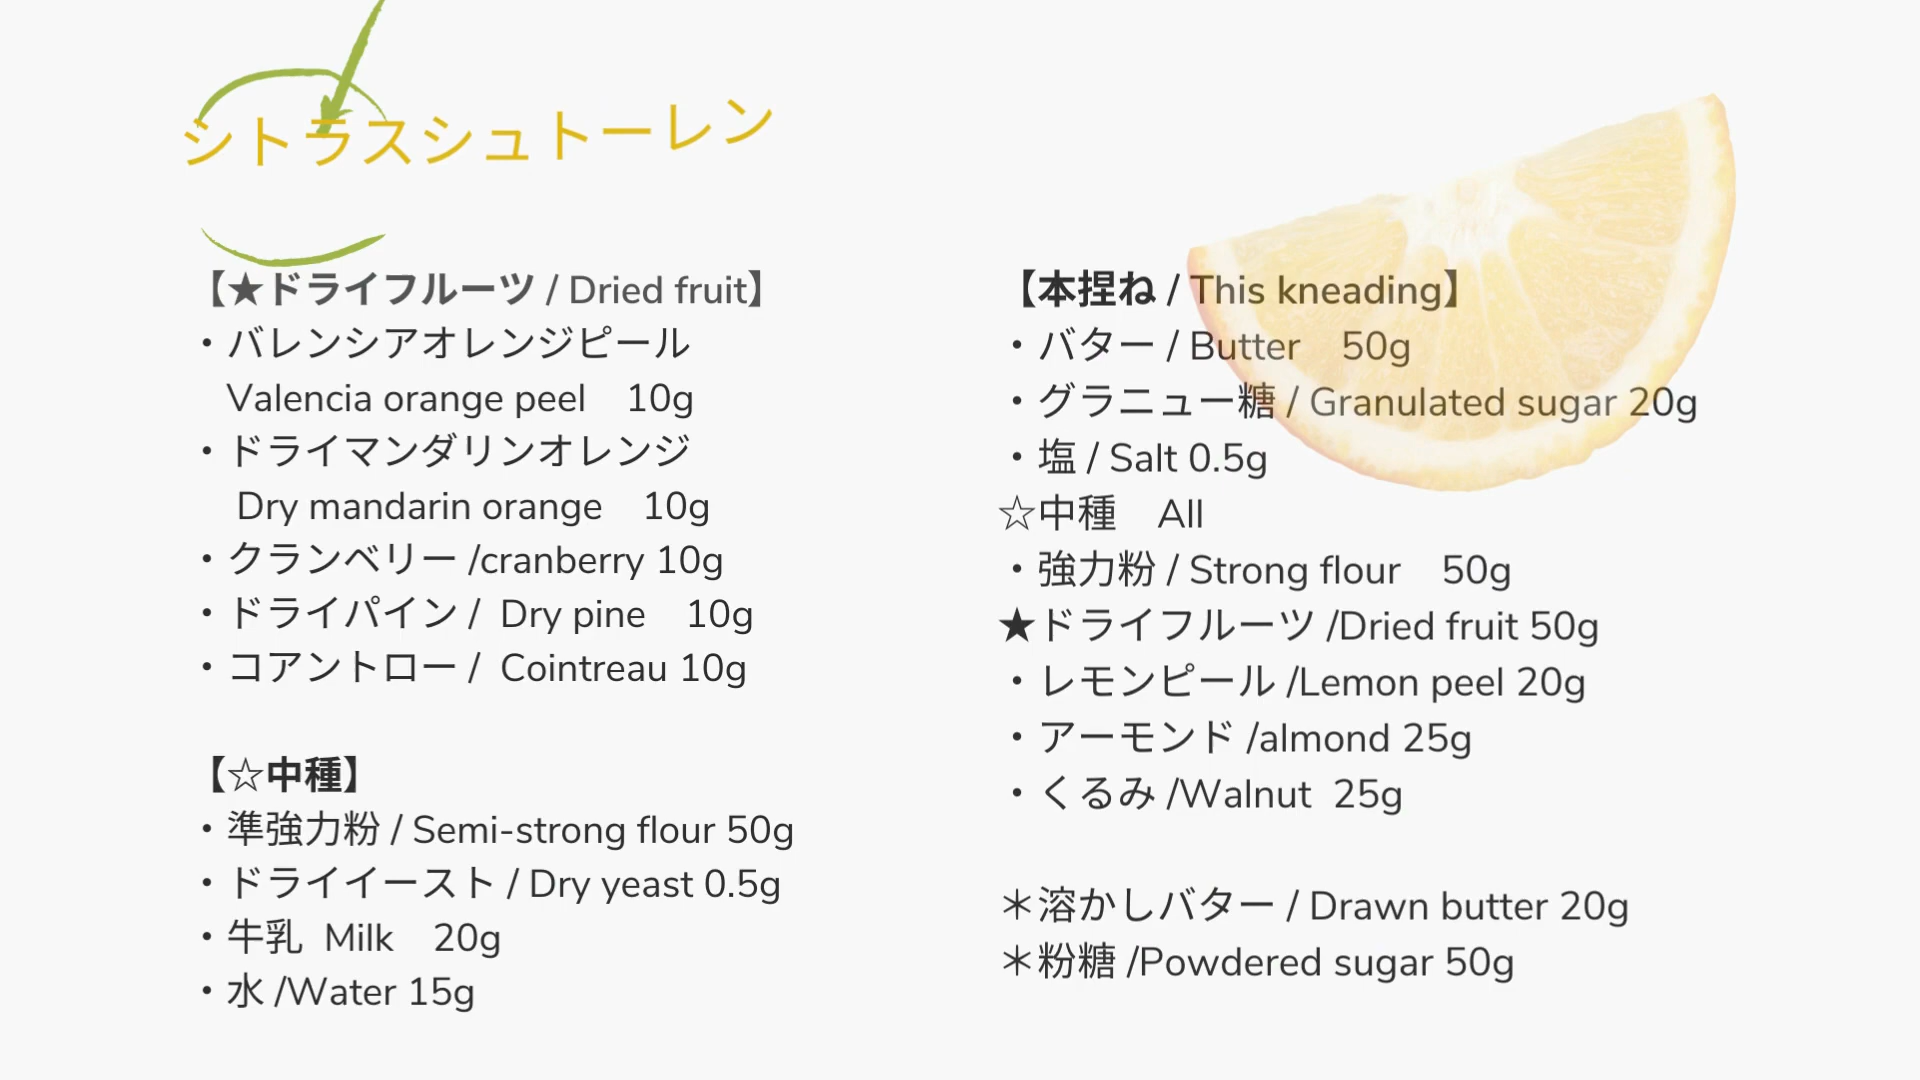 シトラスシュトーレン
【★ドライフルーツ / Dried fruit】
・バレンシアオレンジピール
Valencia orange peel　10g
・ドライマンダリンオレンジ
Dry mandarin orange　10g
・クランベリー /cranberry 10g
・ドライパイン /  Dry pine　10g
・コアントロー /  Cointreau 10g
【☆中種】
・準強力粉 / Semi-strong flour 50g
・ドライイースト / Dry yeast 0.5g
・牛乳  Milk　20g
・水 /Water 15g
【本捏ね / This kneading】
・バター / Butter　50g
・グラニュー糖 / Granulated sugar 20g
・塩 / Salt 0.5g
☆中種　All
・強力粉 / Strong flour　50g
★ドライフルーツ /Dried fruit 50g
・レモンピール /Lemon peel 20g
・アーモンド /almond 25g
・くるみ /Walnut  25g
＊溶かしバター / Drawn butter 20g
＊粉糖 /Powdered sugar 50g